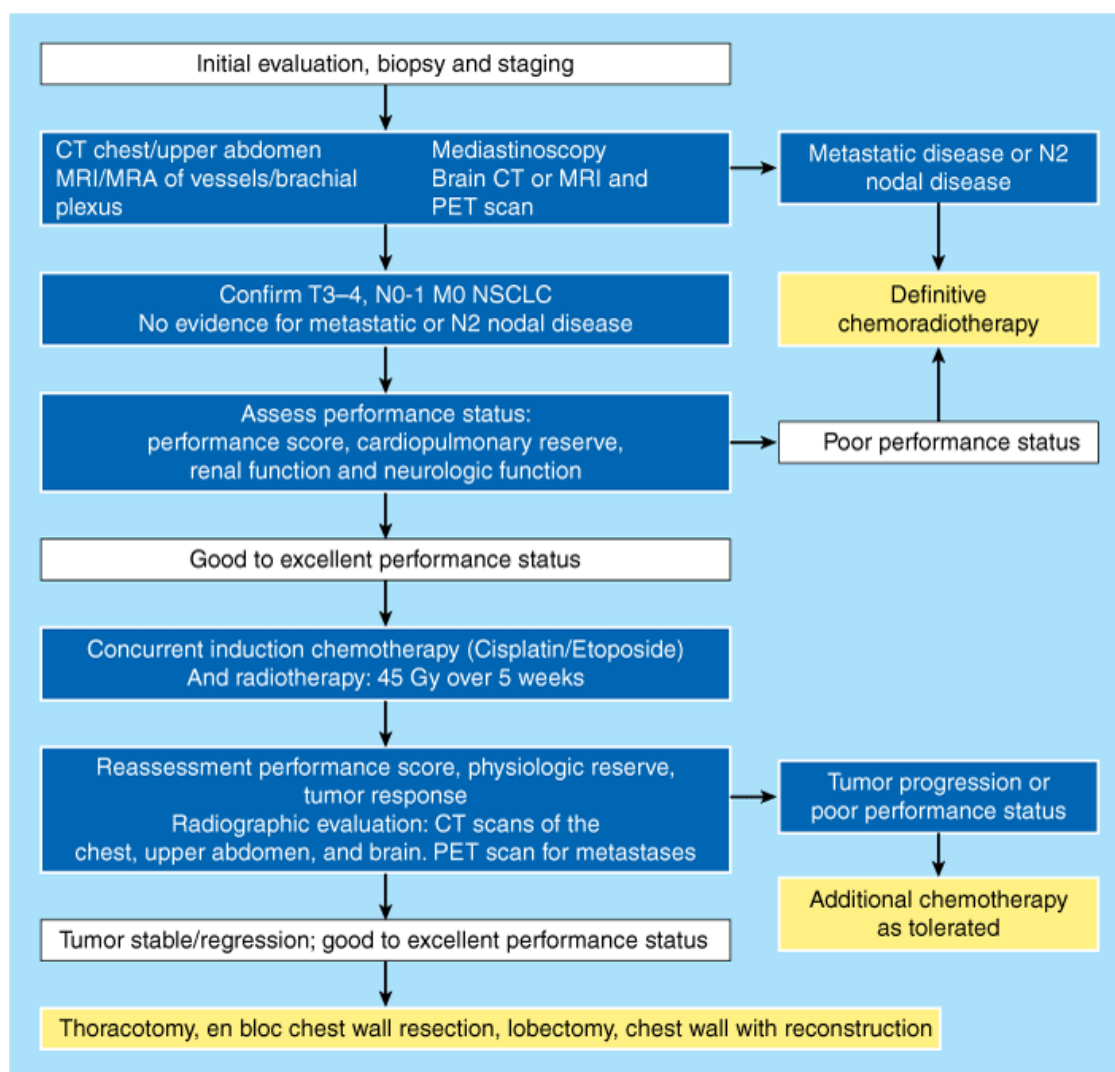 Initial evaluation, biopsy and staging
CT chest/upper abdomen
MRI/MRA of vessels/brachial
plexus
Mediastinoscopy
Brain CT or MRI and
PET scan
Metastatic disease or N2
nodal disease
Confirm T3–4, N0-1 M0 NSCLC
No evidence for metastatic or N2 nodal disease
Definitive
chemoradiotherapy
Assess performance status:
performance score, cardiopulmonary reserve,
renal function and neurologic function
Poor performance status
Good to excellent performance status
Concurrent induction chemotherapy (Cisplatin/Etoposide)
And radiotherapy: 45 Gy over 5 weeks
Reassessment performance score, physiologic reserve,
tumor response
Radiographic evaluation: CT scans of the
chest, upper abdomen, and brain. PET scan for metastases
Tumor progression or
poor performance status
Additional chemotherapy
as tolerated
Tumor stable/regression; good to excellent performance status
Thoracotomy, en bloc chest wall resection, lobectomy, chest wall with reconstruction